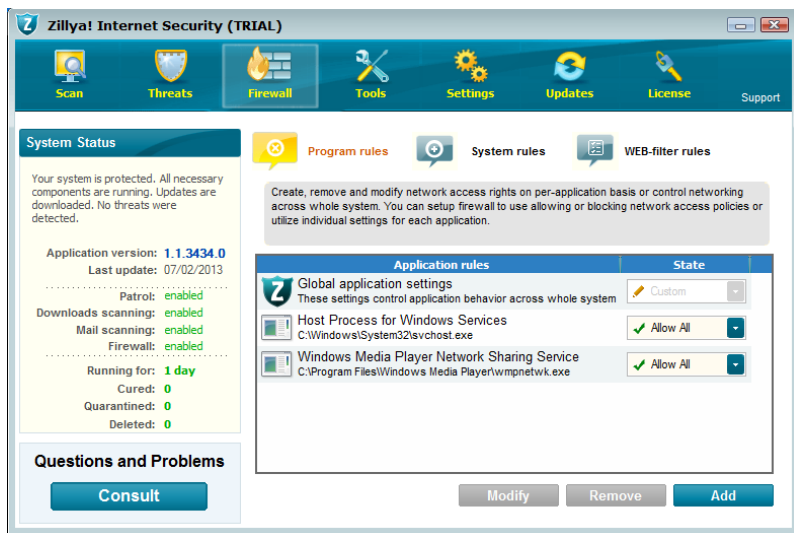 Zillya! Internet Security (TRIAL)
Scan
Threats
Firewall
Tools
Settings
Updates
License
Support
System Status
Your system is protected. All necessary
components are running. Updates are
downloaded. No threats were
detected.
Application version: 1.1.3434.0
Last update: 07/02/2013
Patrol: enabled
Downloads scanning: enabled
Mail scanning: enabled
Firewall: enabled
Running for: 1 day
Cured: 0
Quarantined: 0
Deleted: 0
Questions and Problems
Consult
Program rules
System rules
WEB-filter rules
Create, remove and modify network access rights on per-application basis or control networking
across whole system. You can setup firewall to use allowing or blocking network access policies or
utilize individual settings for each application.
Application rules
State
Global application settings
These settings control application behavior across whole system
Custom
Host Process for Windows Services
C:\Windows\System32\svchost.exe
Allow All
Windows Media Player Network Sharing Service
C:\Program Files\Windows Media Player\wmpnetwk.exe
Allow All
Modify
Remove
Add